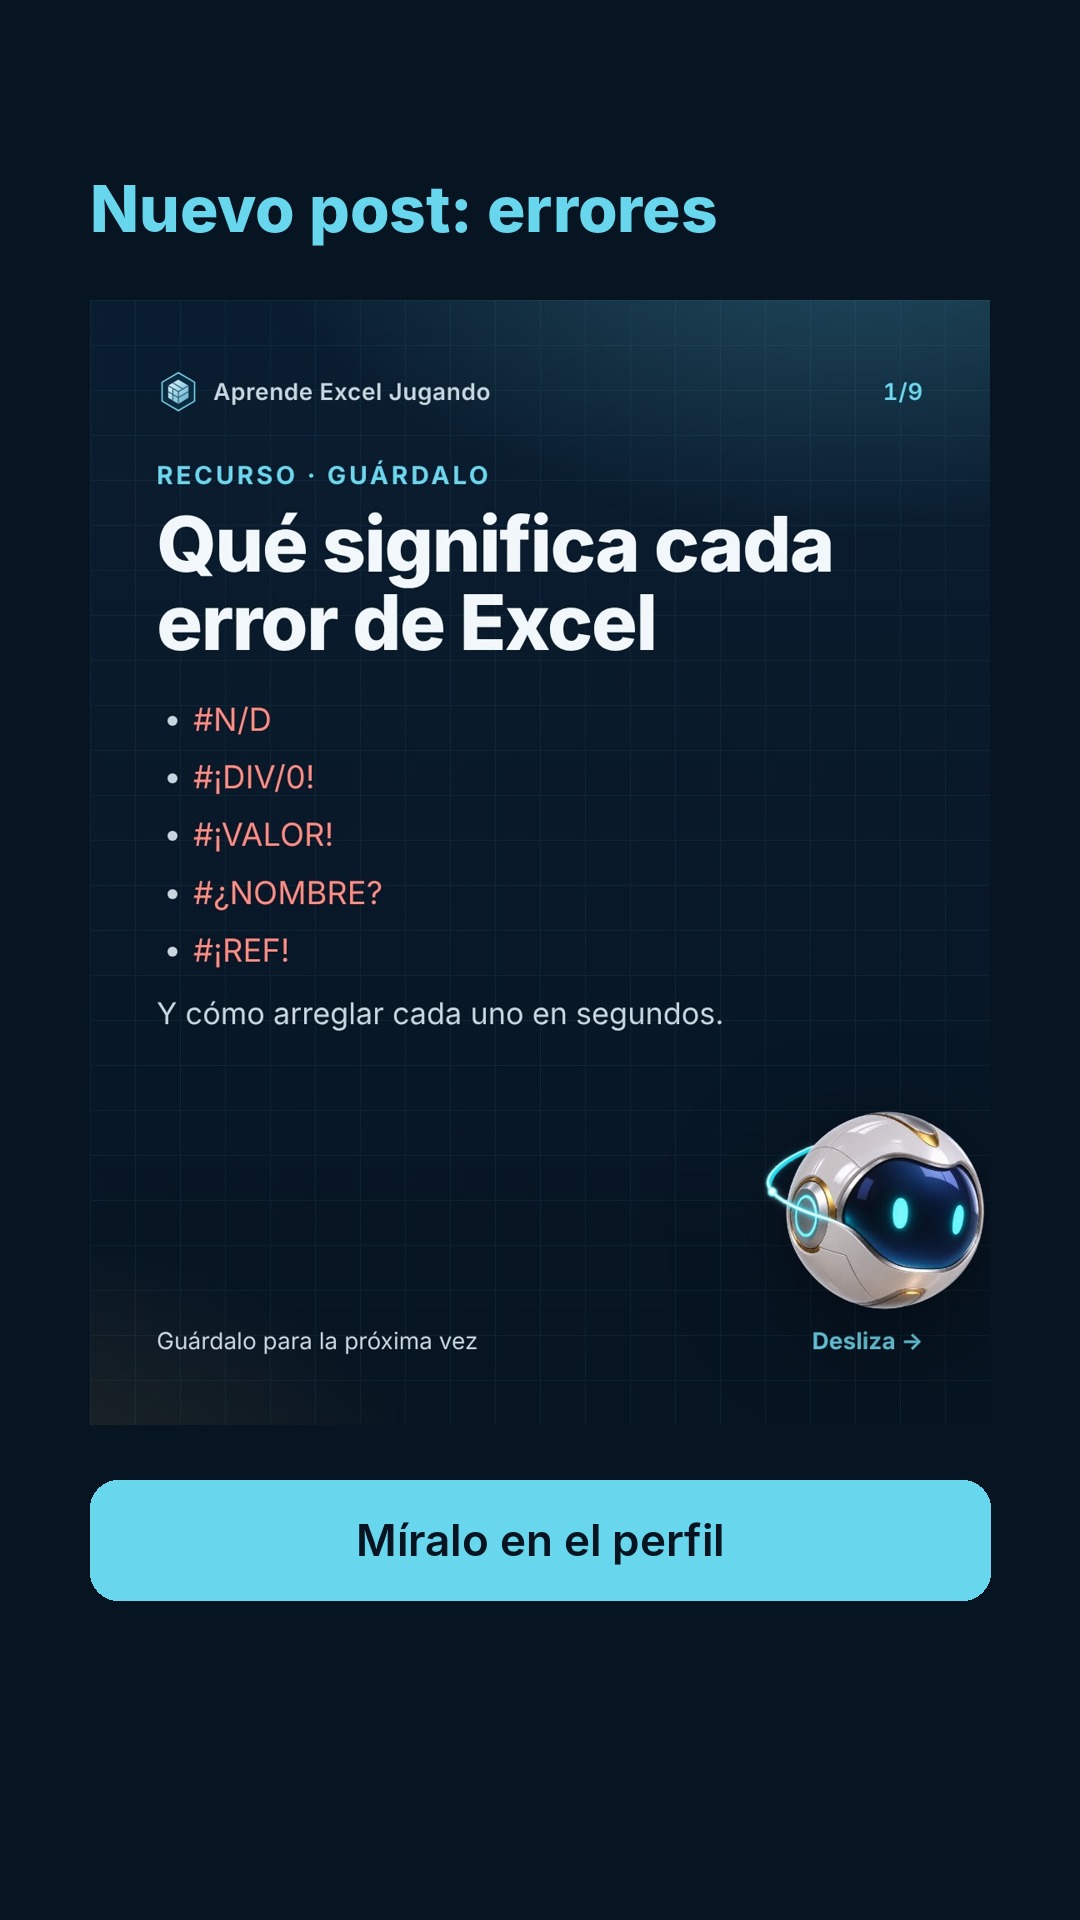 Nuevo post: errores
Aprende Excel Jugando
1/9
RECURSO · GUÁRDALO
Qué significa cada
error de Excel
• #N/D
• #¡DIV/0!
• #¡VALOR!
• #¿NOMBRE?
• #¡REF!
Y cómo arreglar cada uno en segundos.
Guárdalo para la próxima vez
Desliza →
Míralo en el perfil